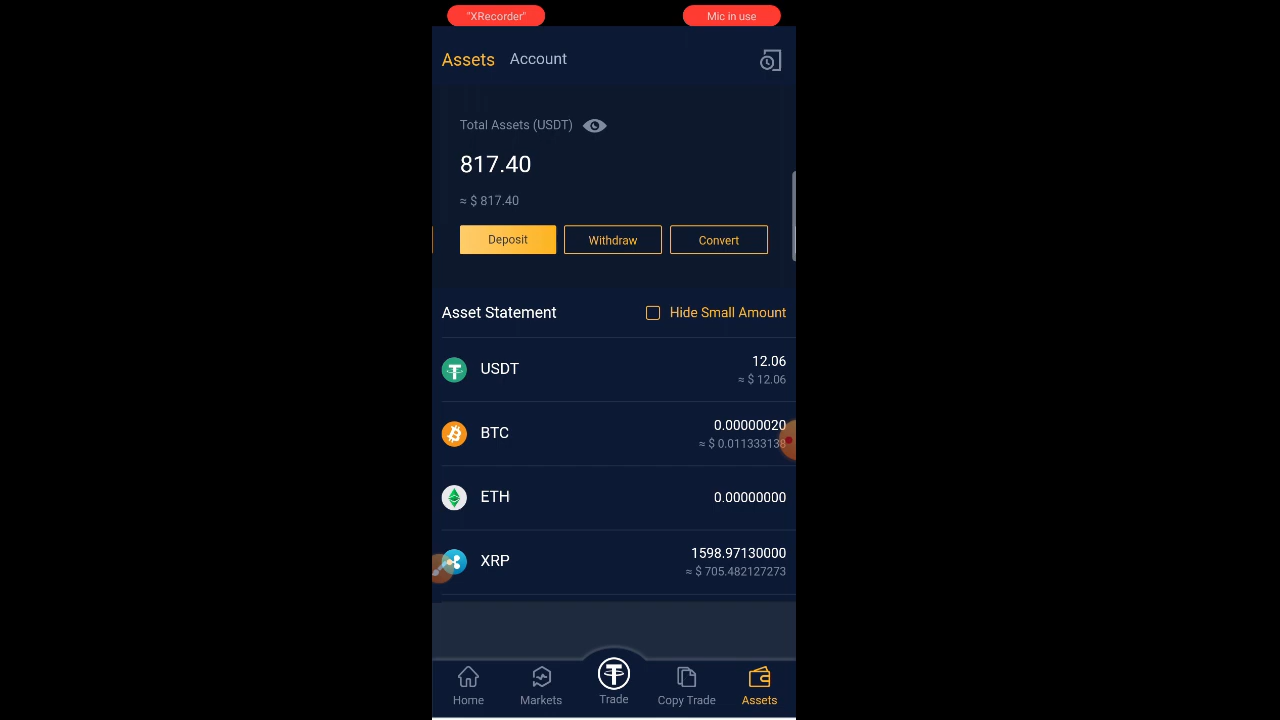 "XRecorder" Mic in use
Assets Account
Total Assets (USDT)
817.40
≈ $ 817.40
Deposit Withdraw Convert
Asset Statement Hide Small Amount
USDT 12.06
≈ $ 12.06
BTC 0.00000020
≈ $ 0.011333138
ETH 0.00000000
XRP 1598.97130000
≈ $ 705.482127273
Home Markets Trade Copy Trade Assets